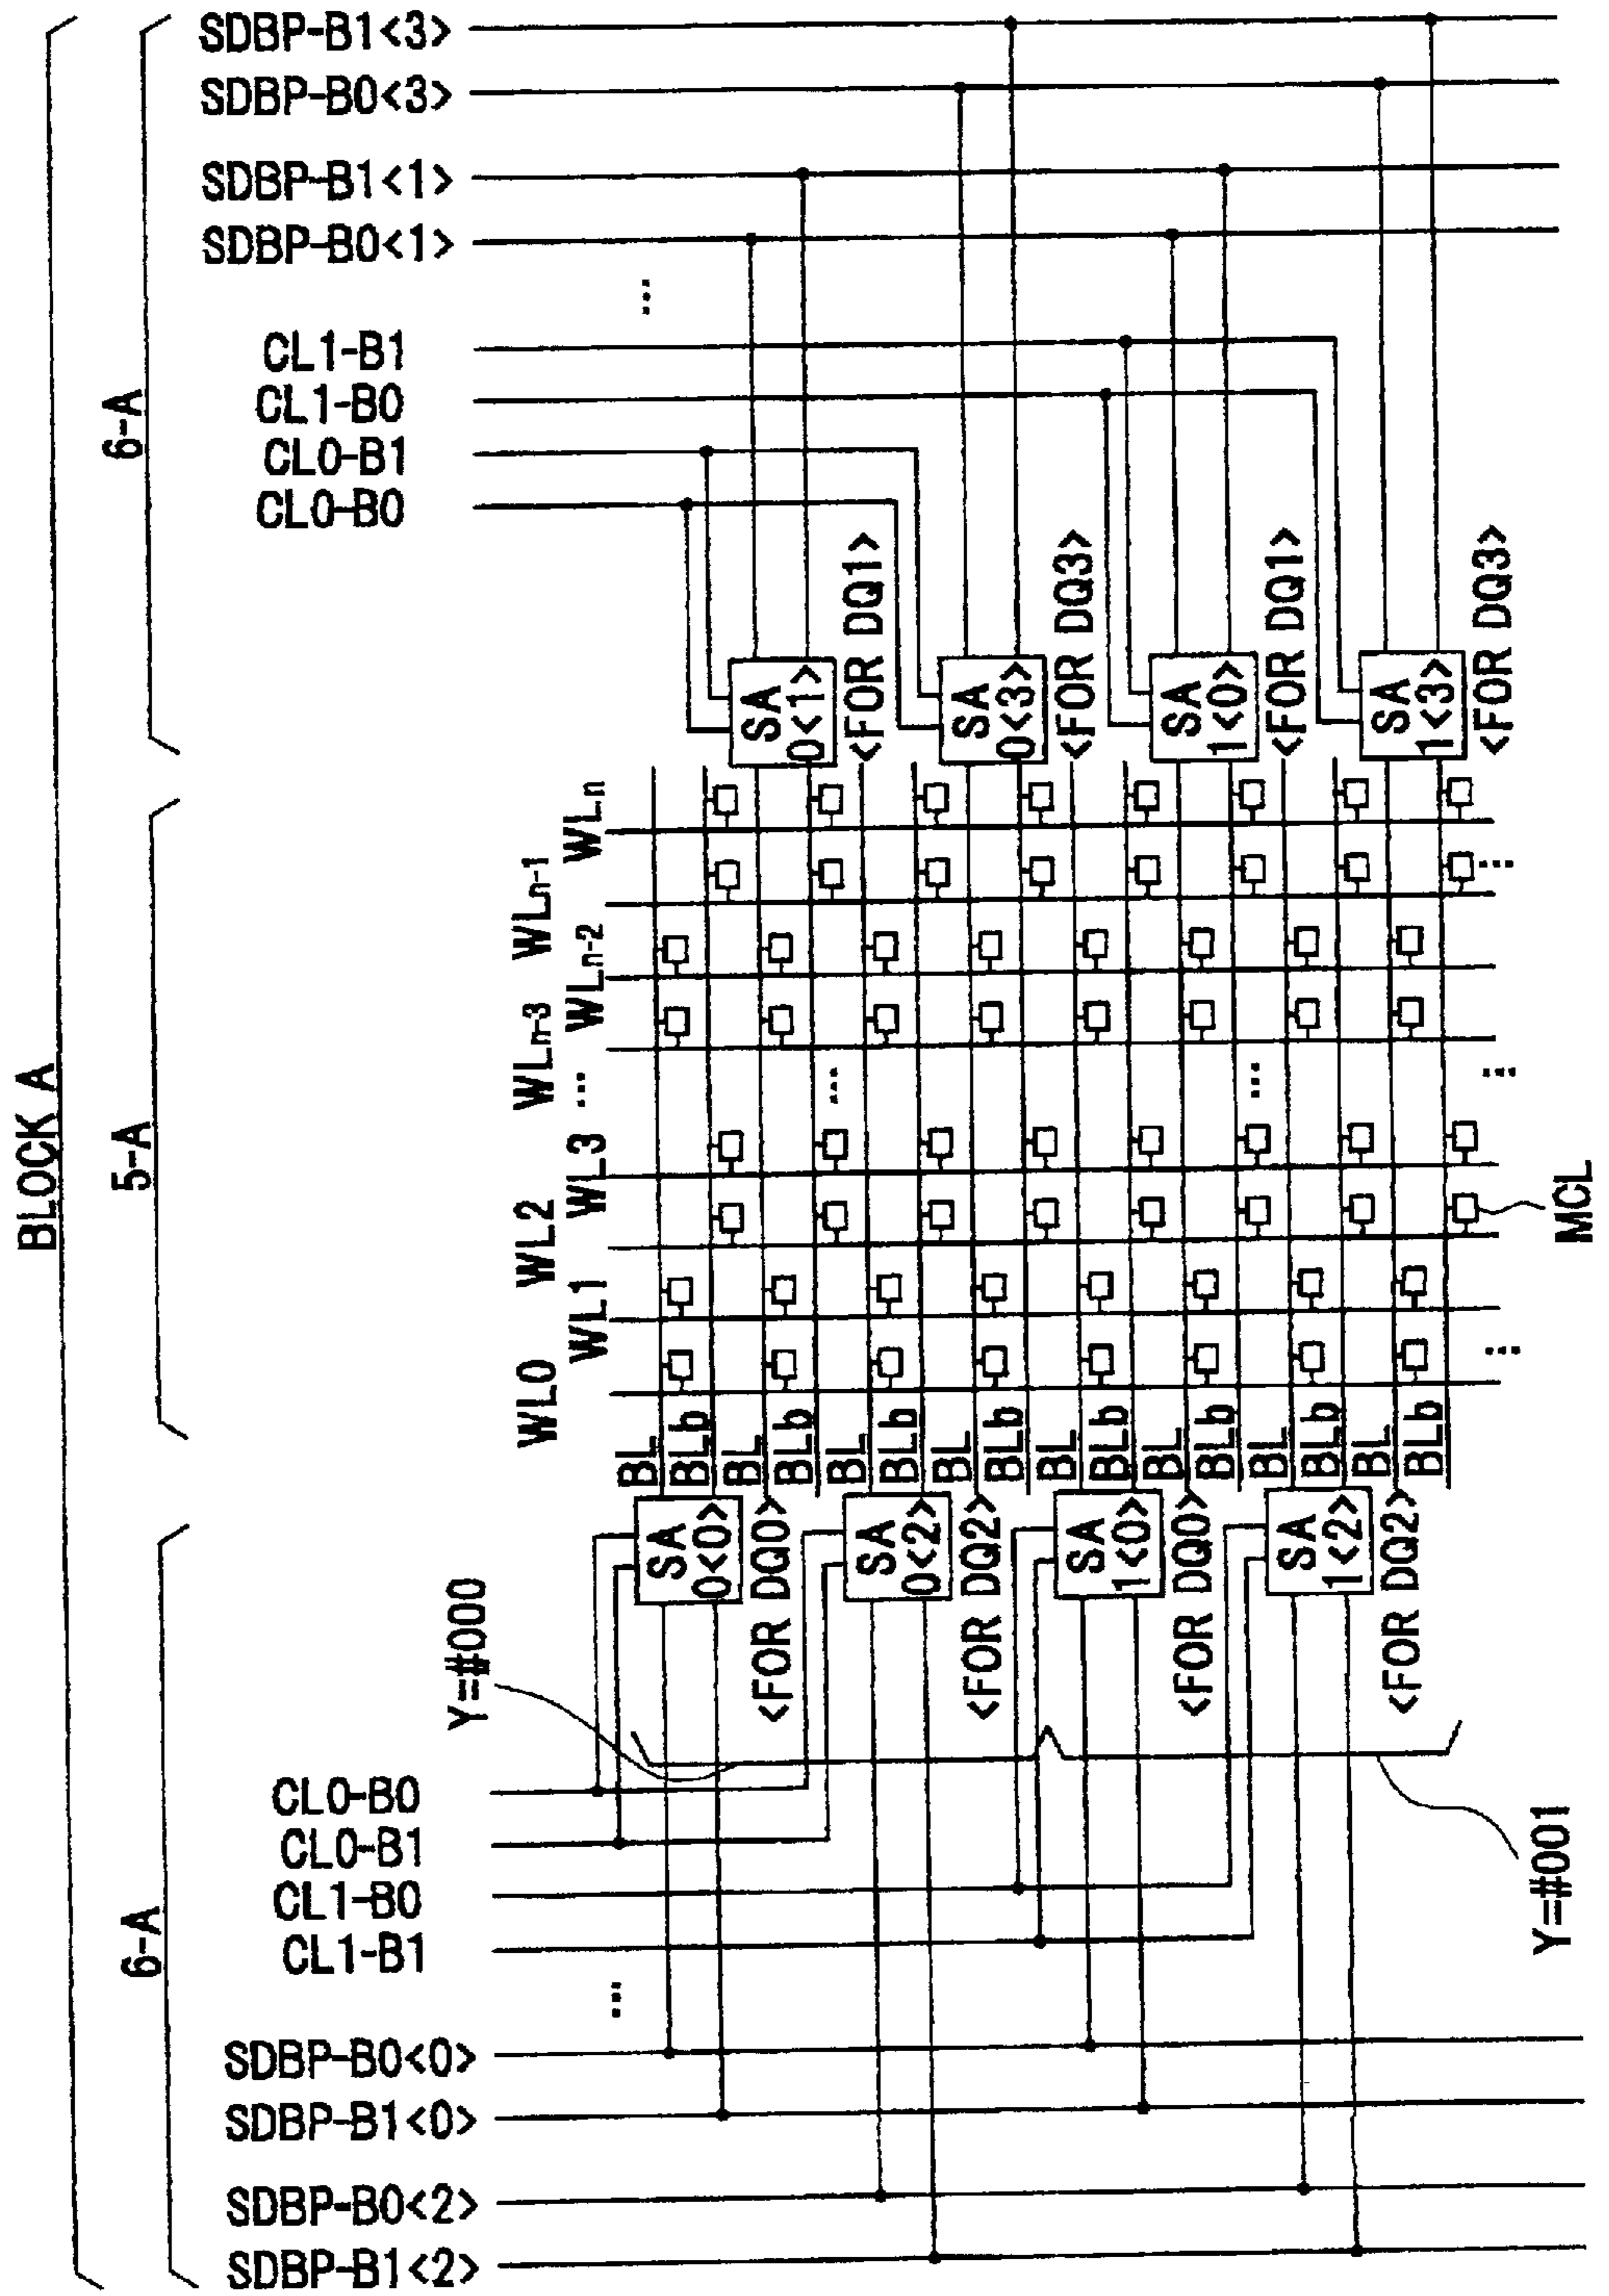 BLOCK A
6-A
5-A
6-A
SDBP-B1<3>
SDBP-B0<3>
SDBP-B1<1>
SDBP-B0<1>
...
CL1-B1
CL1-B0
CL0-B1
CL0-B0
SA
0<1>
<FOR DQ1>
SA
0<3>
<FOR DQ3>
SA
1<0>
<FOR DQ1>
SA
1<3>
<FOR DQ3>
WLn
WLn-1
WLn-2
WLn-3
...
...
...
...
...
WL3
WL2
WL1
WL0
...
MCL
BL
BLb
BL
BLb
BL
BLb
BL
BLb
BL
BLb
BL
BLb
BL
BLb
BL
BLb
SA
0<0>
<FOR DQ0>
SA
0<2>
<FOR DQ2>
SA
1<0>
<FOR DQ0>
SA
1<2>
<FOR DQ2>
Y=#000
Y=#001
CL0-B0
CL0-B1
CL1-B0
CL1-B1
...
SDBP-B0<0>
SDBP-B1<0>
SDBP-B0<2>
SDBP-B1<2>